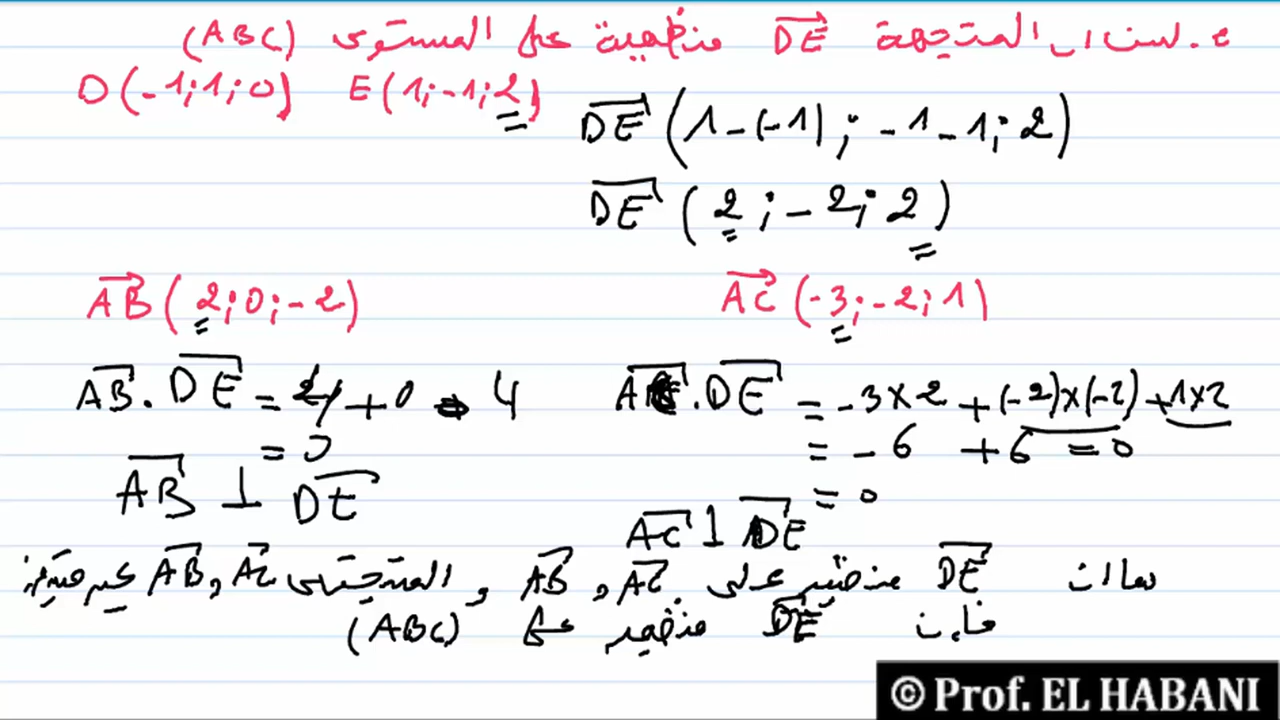 e. لنبين أن المتجهة DE منظمية على المستوى (ABC)
D(-1;1;0) E(1;-1;2)
DE(1-(-1);-1-1;2)
DE(2;-2;2)
AB(2;0;-2) AC(-3;-2;1)
AB.DE = 4+0-4 AC.DE = -3×2+(-2)×(-2)+1×2
= 0 = -6 +6 = 0
= 0
AB ⊥ DE
AC ⊥ DE
بما أن DE منظمية على AC و AB و المتجهتان AC و AB غير مستقيميتين
فإن DE منظمية على (ABC)
© Prof. EL HABANI